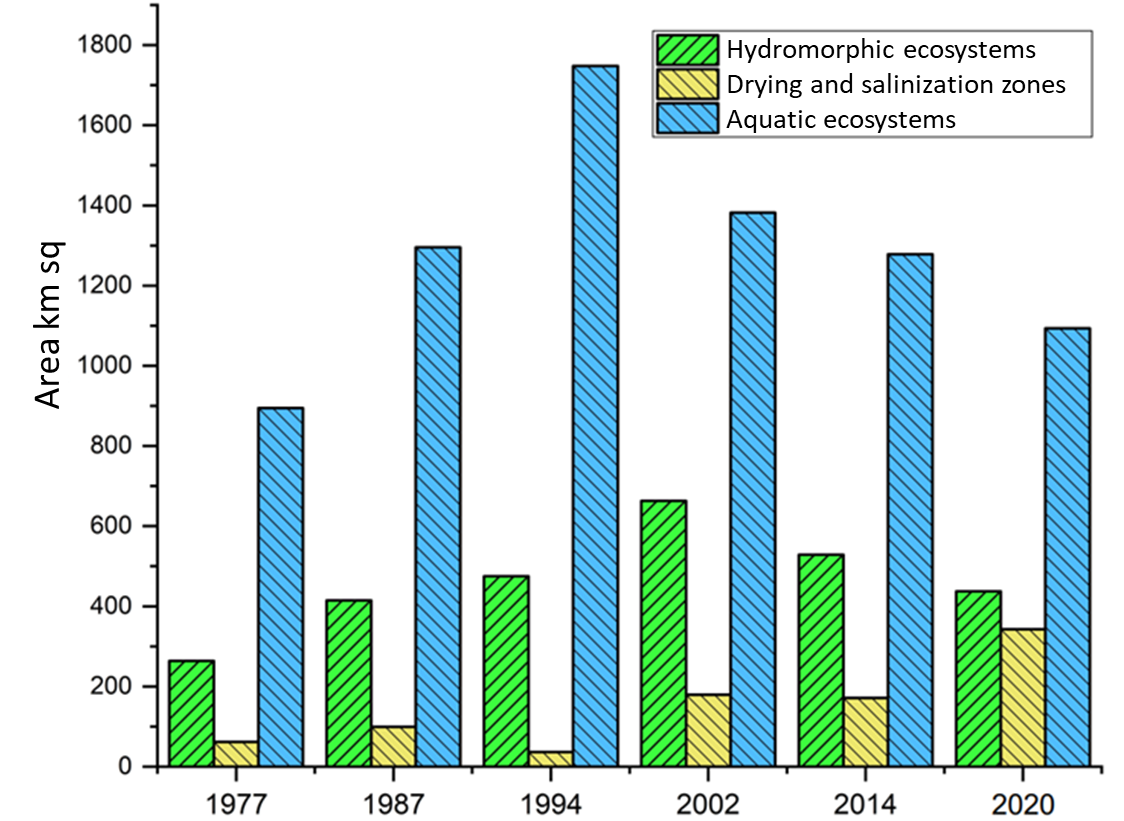 1800
1600
1400
1200
1000
800
600
400
200
0
Area km sq
Hydromorphic ecosystems
Drying and salinization zones
Aquatic ecosystems
1977 1987 1994 2002 2014 2020